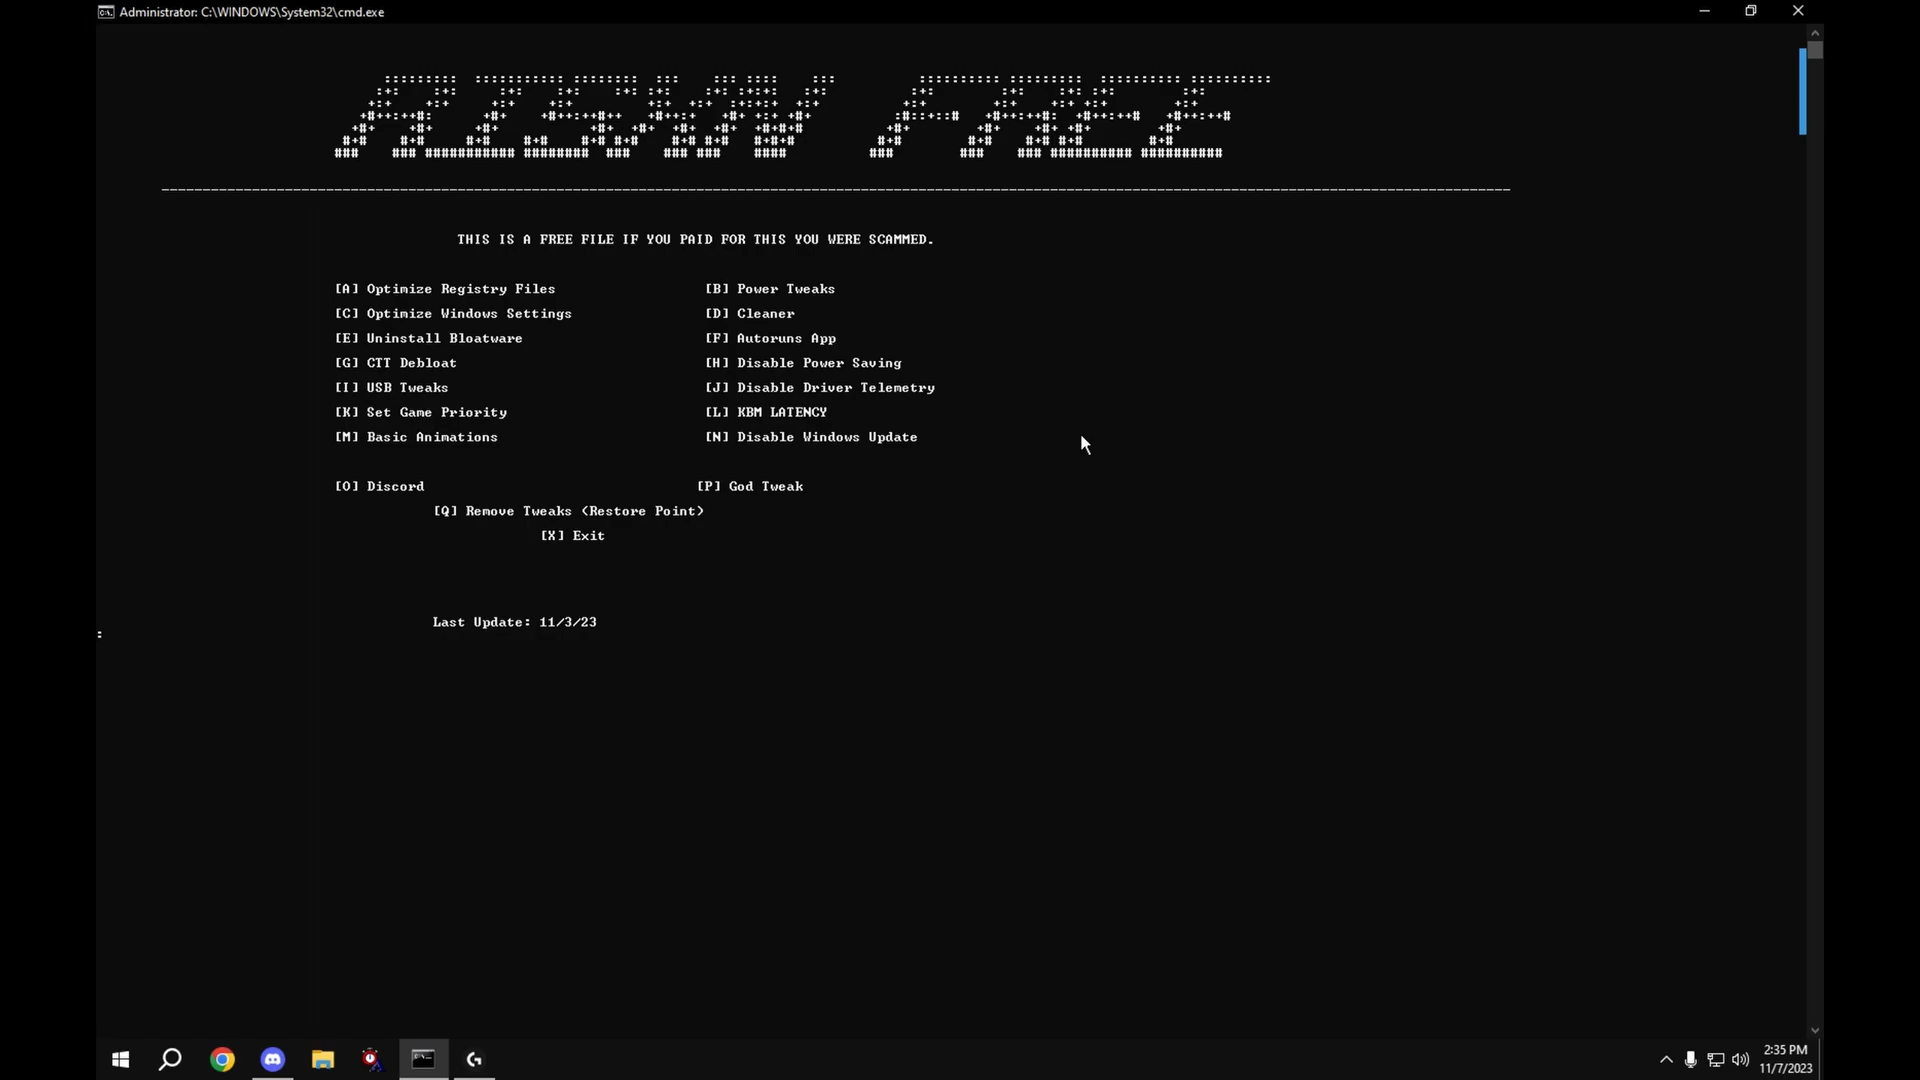 Administrator: C:\WINDOWS\System32\cmd.exe
THIS IS A FREE FILE IF YOU PAID FOR THIS YOU WERE SCAMMED.
[A] Optimize Registry Files [B] Power Tweaks
[C] Optimize Windows Settings [D] Cleaner
[E] Uninstall Bloatware [F] Autoruns App
[G] CTT Debloat [H] Disable Power Saving
[I] USB Tweaks [J] Disable Driver Telemetry
[K] Set Game Priority [L] KBM LATENCY
[M] Basic Animations [N] Disable Windows Update
[O] Discord [P] God Tweak
[Q] Remove Tweaks (Restore Point)
[X] Exit
Last Update: 11/3/23
:
2:35 PM
11/7/2023